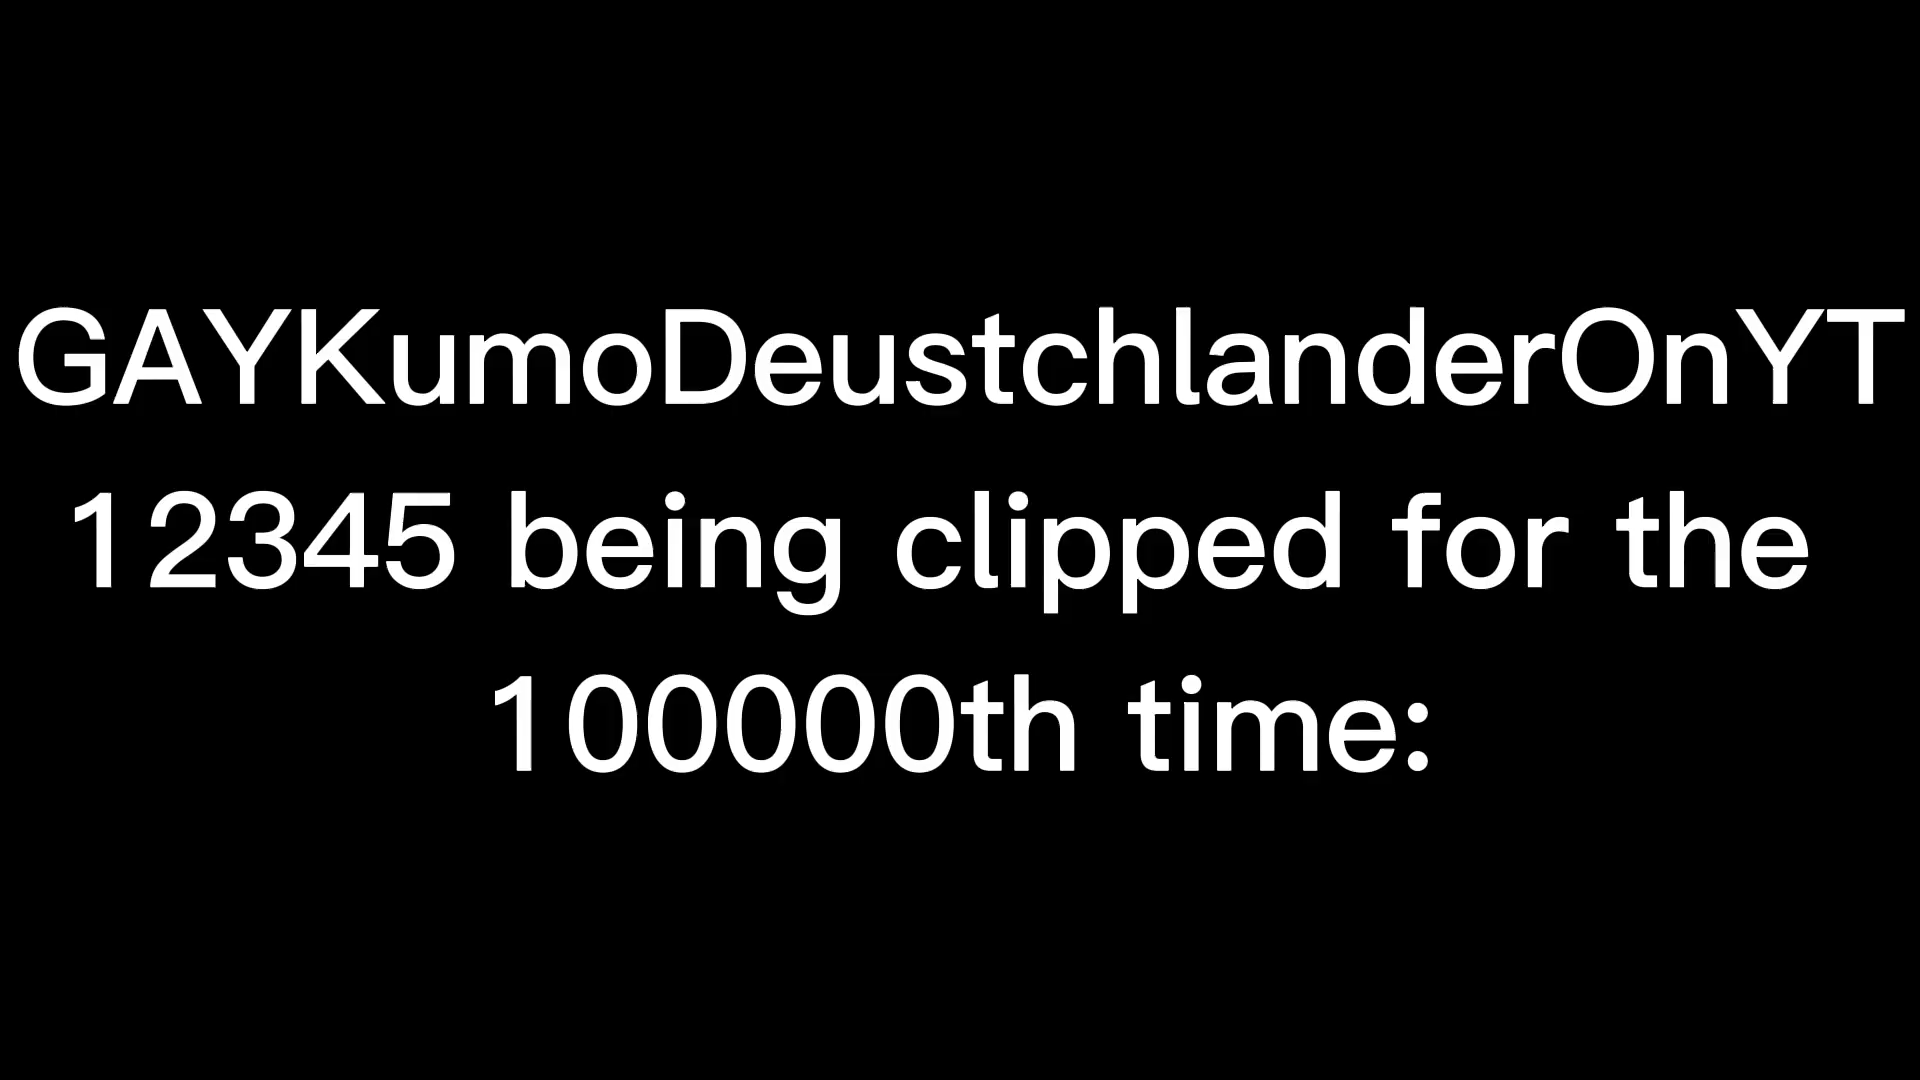 GAYKumoDeustchlanderOnYT
12345 being clipped for the
100000th time: